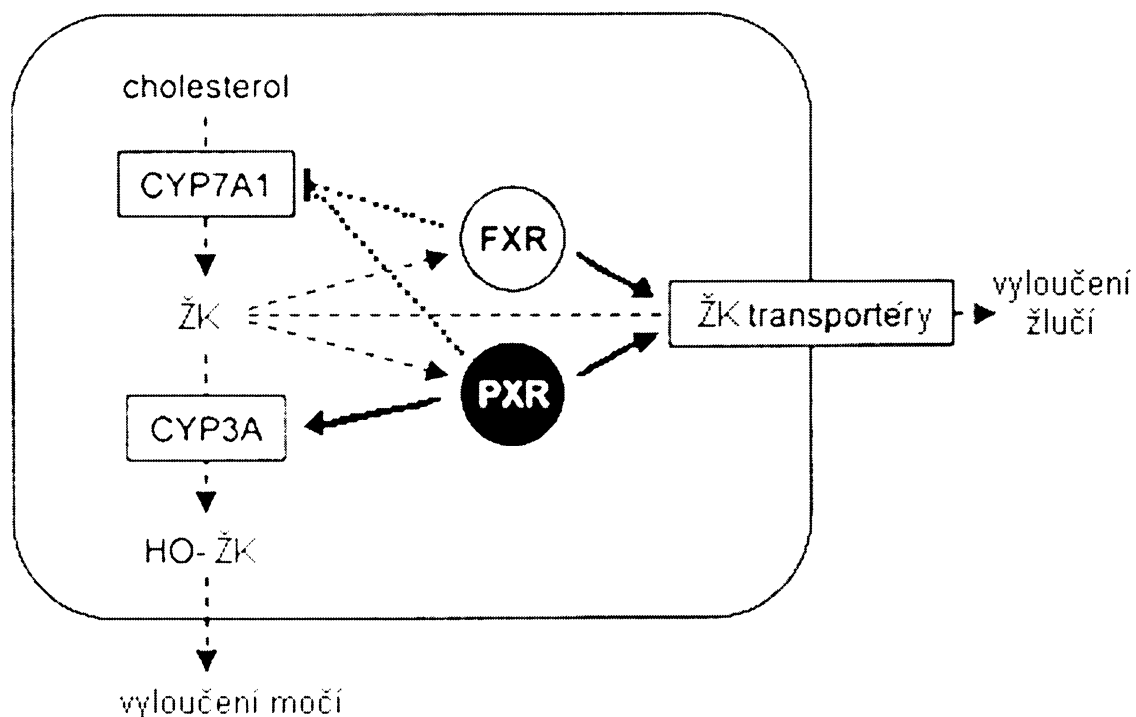 cholesterol
CYP7A1
FXR
ŽK
ŽK transportéry
vyloučení
žlučí
PXR
CYP3A
HO- ŽK
vyloučení močí